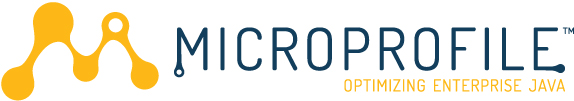 MICROPROFILE™
OPTIMIZING ENTERPRISE JAVA